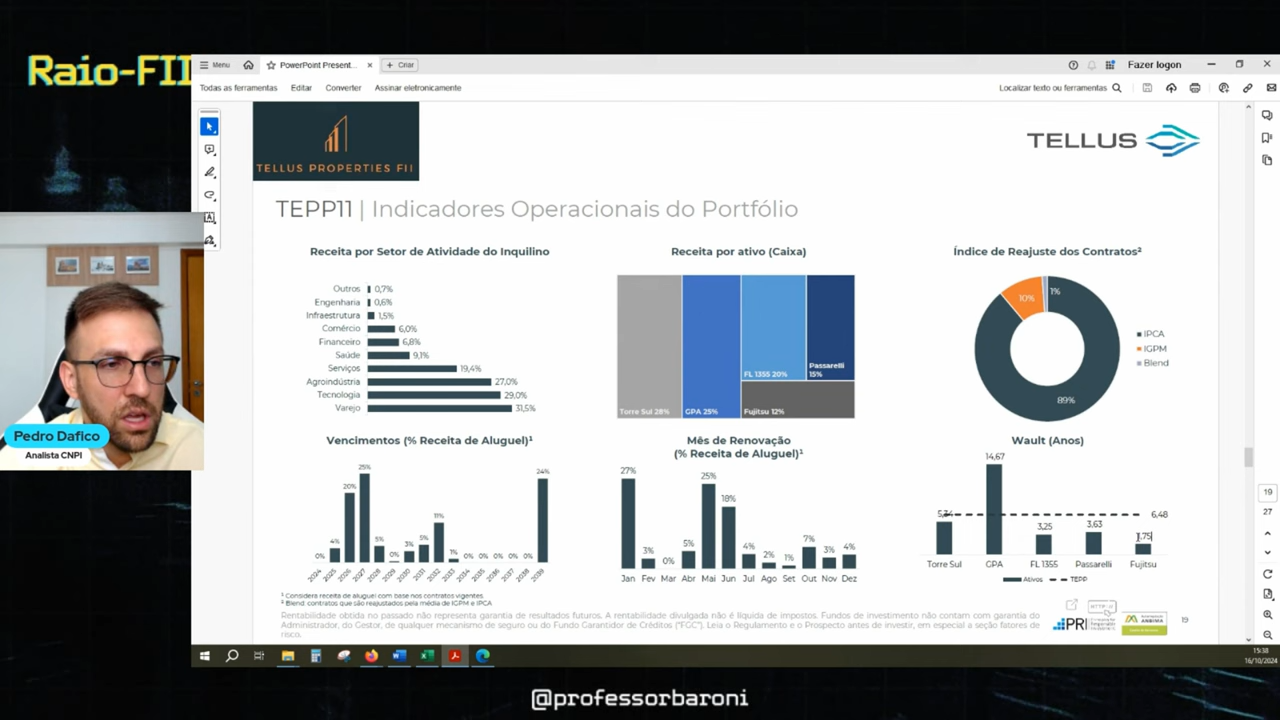 Raio-FII
Menu
PowerPoint Present...
Criar
Fazer logon
Todas as ferramentas
Editar
Converter
Assinar eletronicamente
Localizar texto ou ferramentas
TELLUS PROPERTIES FII
TELLUS
TEPP11 | Indicadores Operacionais do Portfólio
Receita por Setor de Atividade do Inquilino
Outros 0,7%
Engenharia 0,6%
Infraestrutura 1,5%
Comércio 6,0%
Financeiro 6,8%
Saúde 9,1%
Serviços 19,4%
Agroindústria 27,0%
Tecnologia 29,0%
Varejo 31,5%
Receita por ativo (Caixa)
Torre Sul 28%
GPA 25%
FL 1355 20%
Passarelli 15%
Fujitsu 12%
Índice de Reajuste dos Contratos²
1%
10%
89%
IPCA
IGPM
Blend
Pedro Dafico
Analista CNPI
Vencimentos (% Receita de Aluguel)¹
0% 4% 20% 25% 5% 0% 3% 5% 11% 1% 0% 0% 0% 0% 0% 24%
2024 2025 2026 2027 2028 2029 2030 2031 2032 2033 2034 2035 2036 2037 2038 2039
Mês de Renovação
(% Receita de Aluguel)¹
27% 3% 0% 5% 25% 18% 4% 2% 1% 7% 3% 4%
Jan Fev Mar Abr Mai Jun Jul Ago Set Out Nov Dez
Wault (Anos)
5,34 14,67 3,25 3,63 1,75 6,48
Torre Sul GPA FL 1355 Passarelli Fujitsu
Ativos TEPP
¹ Considera receita de aluguel com base nos contratos vigentes.
² Blend: contratos que são reajustados pela média de IGPM e IPCA
Rentabilidade obtida no passado não representa garantia de resultados futuros. A rentabilidade divulgada não é líquida de impostos. Fundos de investimento não contam com garantia do
Administrador, do Gestor, de qualquer mecanismo de seguro ou do Fundo Garantidor de Créditos ("FGC"). Leia o Regulamento e o Prospecto antes de investir, em especial a seção fatores de
risco.
PRI
ANBIMA
19
19
27
15:38
16/10/2024
@professorbaroni